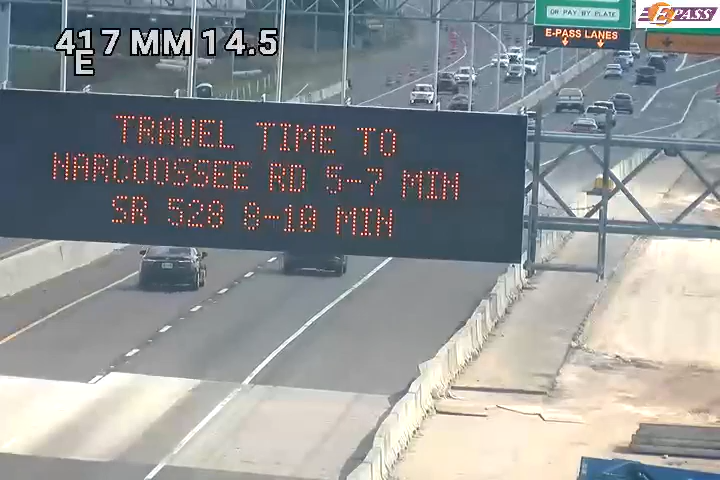 417 MM 14.5
E
OR PAY BY PLATE
E-PASS LANES
E-PASS
TRAVEL TIME TO
NARCOOSSEE RD 5-7 MIN
SR 528 8-10 MIN